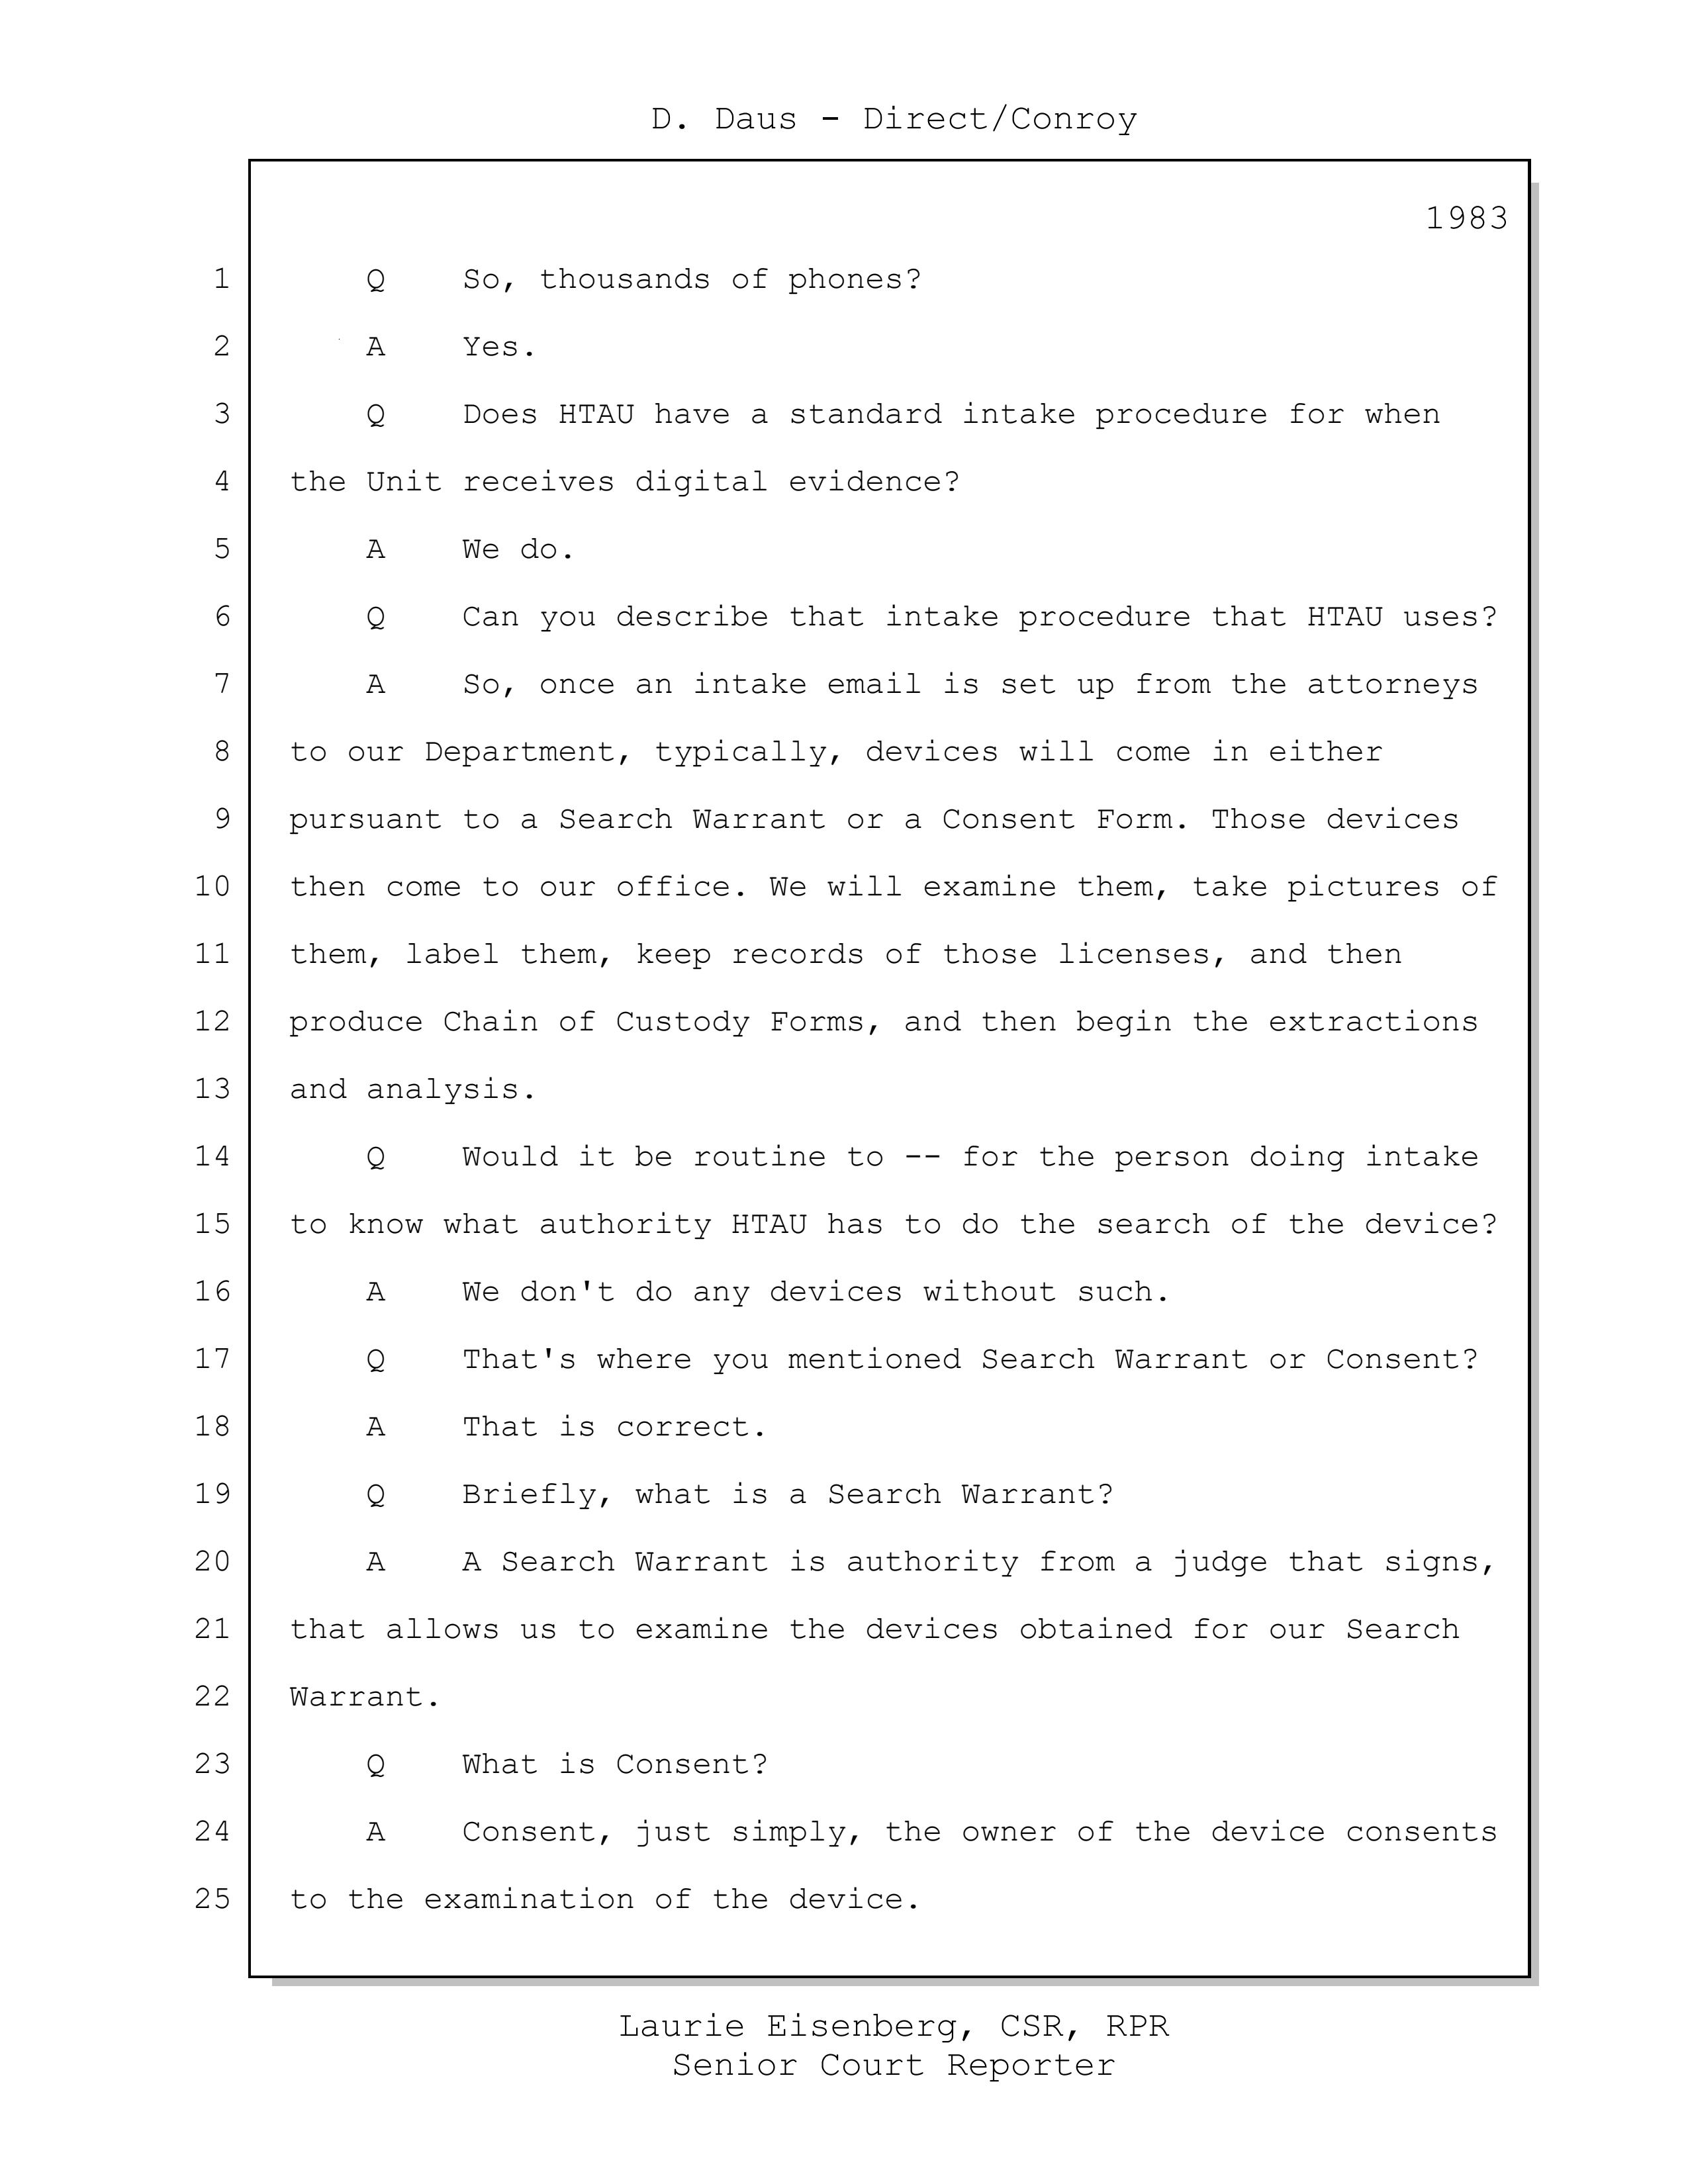 D. Daus - Direct/Conroy
1983
1 Q So, thousands of phones?
2 A Yes.
3 Q Does HTAU have a standard intake procedure for when
4 the Unit receives digital evidence?
5 A We do.
6 Q Can you describe that intake procedure that HTAU uses?
7 A So, once an intake email is set up from the attorneys
8 to our Department, typically, devices will come in either
9 pursuant to a Search Warrant or a Consent Form. Those devices
10 then come to our office. We will examine them, take pictures of
11 them, label them, keep records of those licenses, and then
12 produce Chain of Custody Forms, and then begin the extractions
13 and analysis.
14 Q Would it be routine to -- for the person doing intake
15 to know what authority HTAU has to do the search of the device?
16 A We don't do any devices without such.
17 Q That's where you mentioned Search Warrant or Consent?
18 A That is correct.
19 Q Briefly, what is a Search Warrant?
20 A A Search Warrant is authority from a judge that signs,
21 that allows us to examine the devices obtained for our Search
22 Warrant.
23 Q What is Consent?
24 A Consent, just simply, the owner of the device consents
25 to the examination of the device.
Laurie Eisenberg, CSR, RPR
Senior Court Reporter